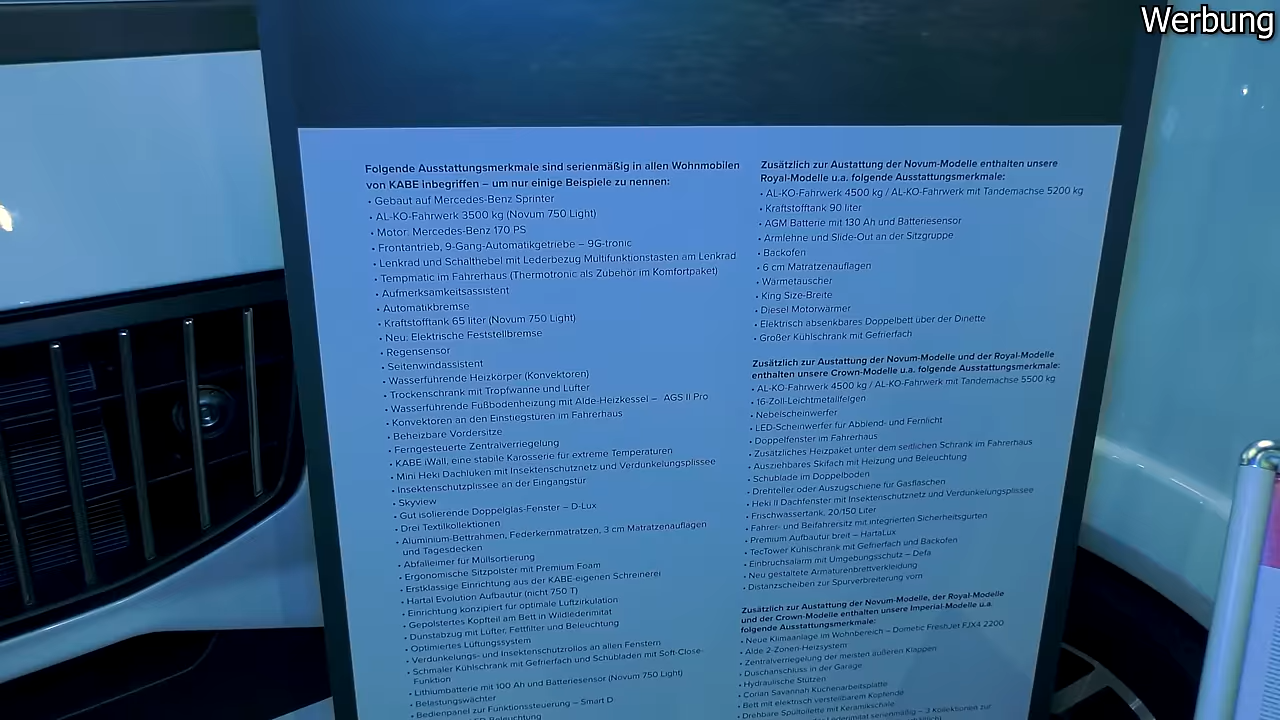 Werbung
Folgende Ausstattungsmerkmale sind serienmäßig in allen Wohnmobilen
von KABE inbegriffen – um nur einige Beispiele zu nennen:
• Gebaut auf Mercedes-Benz Sprinter
• AL-KO-Fahrwerk 3500 kg (Novum 750 Light)
• Motor: Mercedes-Benz 170 PS
• Frontantrieb, 9-Gang-Automatikgetriebe – 9G-tronic
• Lenkrad und Schalthebel mit Lederbezug Multifunktionstasten am Lenkrad
• Tempmatic im Fahrerhaus (Thermotronic als Zubehör im Komfortpaket)
• Aufmerksamkeitsassistent
• Automatikbremse
• Kraftstofftank 65 liter (Novum 750 Light)
• Neu: Elektrische Feststellbremse
• Regensensor
• Seitenwindassistent
• Wasserführende Heizkörper (Konvektoren)
• Trockenschrank mit Tropfwanne und Lüfter
• Wasserführende Fußbodenheizung mit Alde-Heizkessel – AGS II Pro
• Konvektoren an den Einstiegstüren im Fahrerhaus
• Beheizbare Vordersitze
• Ferngesteuerte Zentralverriegelung
• KABE iWall, eine stabile Karosserie für extreme Temperaturen
• Mini Heki Dachluken mit Insektenschutznetz und Verdunkelungsplissee
• Insektenschutzplissee an der Eingangstür
• Skyview
• Gut isolierende Doppelglas-Fenster – D-Lux
• Drei Textilkollektionen
• Aluminium-Bettrahmen, Federkernmatratzen, 3 cm Matratzenauflagen
und Tagesdecken
• Abfalleimer für Müllsortierung
• Ergonomische Sitzpolster mit Premium Foam
• Erstklassige Einrichtung aus der KABE-eigenen Schreinerei
• Hartal Evolution Aufbautür (nicht 750 T)
• Einrichtung konzipiert für optimale Luftzirkulation
• Gepolstertes Kopfteil am Bett in Wildlederimitat
• Dunstabzug mit Lüfter, Fettfilter und Beleuchtung
• Optimiertes Lüftungssystem
• Verdunkelungs- und Insektenschutzrollos an allen Fenstern
• Schmaler Kühlschrank mit Gefrierfach und Schubladen mit Soft-Close-
Funktion
• Lithiumbatterie mit 100 Ah und Batteriesensor (Novum 750 Light)
• Belastungswächter
• Bedienpanel zur Funktionssteuerung – Smart D
Beleuchtung
Zusätzlich zur Austattung der Novum-Modelle enthalten unsere
Royal-Modelle u.a. folgende Ausstattungsmerkmale:
• AL-KO-Fahrwerk 4500 kg / AL-KO-Fahrwerk mit Tandemachse 5200 kg
• Kraftstofftank 90 liter
• AGM Batterie mit 130 Ah und Batteriesensor
• Armlehne und Slide-Out an der Sitzgruppe
• Backofen
• 6 cm Matratzenauflagen
• Wärmetauscher
• King Size-Breite
• Diesel Motorwärmer
• Elektrisch absenkbares Doppelbett über der Dinette
• Großer Kühlschrank mit Gefrierfach
Zusätzlich zur Austattung der Novum-Modelle und der Royal-Modelle
enthalten unsere Crown-Modelle u.a. folgende Ausstattungsmerkmale:
• AL-KO-Fahrwerk 4500 kg / AL-KO-Fahrwerk mit Tandemachse 5500 kg
• 16-Zoll-Leichtmetallfelgen
• Nebelscheinwerfer
• LED-Scheinwerfer für Abblend- und Fernlicht
• Doppelfenster im Fahrerhaus
• Zusätzliches Heizpaket unter dem seitlichen Schrank im Fahrerhaus
• Ausziehbares Skifach mit Heizung und Beleuchtung
• Schublade im Doppelboden
• Drehteller oder Auszugschiene für Gasflaschen
• Heki II Dachfenster mit Insektenschutznetz und Verdunkelungsplissee
• Frischwassertank, 20/150 Liter
• Fahrer- und Beifahrersitz mit integrierten Sicherheitsgurten
• Premium Aufbautür breit – HartaLux
• TecTower Kühlschrank mit Gefrierfach und Backofen
• Einbruchsalarm mit Umgebungsschutz – Defa
• Neu gestaltete Armaturenbrettverkleidung
• Distanzscheiben zur Spurverbreiterung vorn
Zusätzlich zur Austattung der Novum-Modelle, der Royal-Modelle
und der Crown-Modelle enthalten unsere Imperial-Modelle u.a.
folgende Ausstattungsmerkmale:
• Neue Klimaanlage im Wohnbereich – Dometic FreshJet FJX4 2200
• Alde 2-Zonen-Heizsystem
• Zentralverriegelung der meisten äußeren Klappen
• Duschanschluss in der Garage
• Hydraulische Stützen
• Corian Savannah Küchenarbeitsplatte
• Bett mit elektrisch verstellbarem Kopfende
• Drehbare Spültoilette mit Keramikschale
Lederimitat serienmäßig – 3 Kollektionen zur